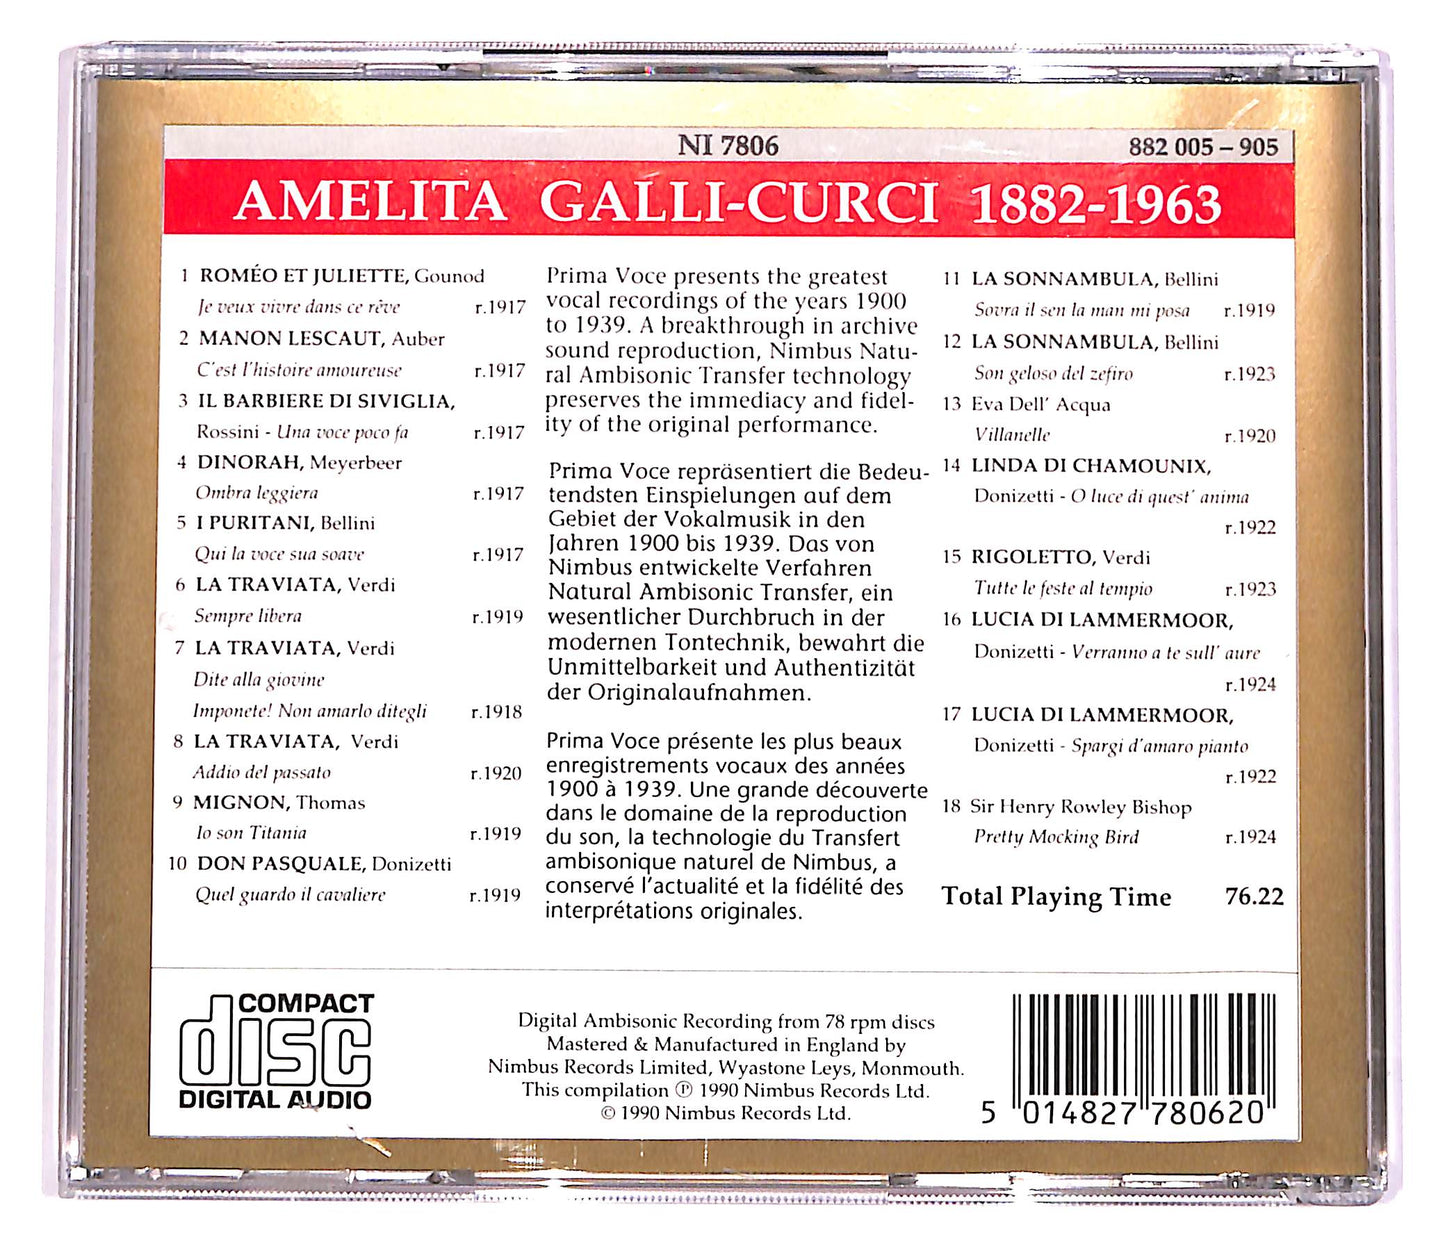 NI 7806
882 005 – 905
AMELITA GALLI-CURCI 1882-1963
1 ROMÉO ET JULIETTE, Gounod
Je veux vivre dans ce rêve r.1917
2 MANON LESCAUT, Auber
C'est l'histoire amoureuse r.1917
3 IL BARBIERE DI SIVIGLIA,
Rossini - Una voce poco fa r.1917
4 DINORAH, Meyerbeer
Ombra leggiera r.1917
5 I PURITANI, Bellini
Qui la voce sua soave r.1917
6 LA TRAVIATA, Verdi
Sempre libera r.1919
7 LA TRAVIATA, Verdi
Dite alla giovine
Imponete! Non amarlo ditegli r.1918
8 LA TRAVIATA, Verdi
Addio del passato r.1920
9 MIGNON, Thomas
Io son Titania r.1919
10 DON PASQUALE, Donizetti
Quel guardo il cavaliere r.1919
Prima Voce presents the greatest
vocal recordings of the years 1900
to 1939. A breakthrough in archive
sound reproduction, Nimbus Natu-
ral Ambisonic Transfer technology
preserves the immediacy and fidel-
ity of the original performance.
Prima Voce repräsentiert die Bedeu-
tendsten Einspielungen auf dem
Gebiet der Vokalmusik in den
Jahren 1900 bis 1939. Das von
Nimbus entwickelte Verfahren
Natural Ambisonic Transfer, ein
wesentlicher Durchbruch in der
modernen Tontechnik, bewahrt die
Unmittelbarkeit und Authentizität
der Originalaufnahmen.
Prima Voce présente les plus beaux
enregistrements vocaux des années
1900 à 1939. Une grande découverte
dans le domaine de la reproduction
du son, la technologie du Transfert
ambisonique naturel de Nimbus, a
conservé l'actualité et la fidélité des
interprétations originales.
11 LA SONNAMBULA, Bellini
Sovra il sen la man mi posa r.1919
12 LA SONNAMBULA, Bellini
Son geloso del zefiro r.1923
13 Eva Dell' Acqua
Villanelle r.1920
14 LINDA DI CHAMOUNIX,
Donizetti - O luce di quest' anima
r.1922
15 RIGOLETTO, Verdi
Tutte le feste al tempio r.1923
16 LUCIA DI LAMMERMOOR,
Donizetti - Verranno a te sull' aure
r.1924
17 LUCIA DI LAMMERMOOR,
Donizetti - Spargi d'amaro pianto
r.1922
18 Sir Henry Rowley Bishop
Pretty Mocking Bird r.1924
Total Playing Time 76.22
COMPACT
disc
DIGITAL AUDIO
Digital Ambisonic Recording from 78 rpm discs
Mastered & Manufactured in England by
Nimbus Records Limited, Wyastone Leys, Monmouth.
This compilation ℗ 1990 Nimbus Records Ltd.
© 1990 Nimbus Records Ltd.
5 014827 780620